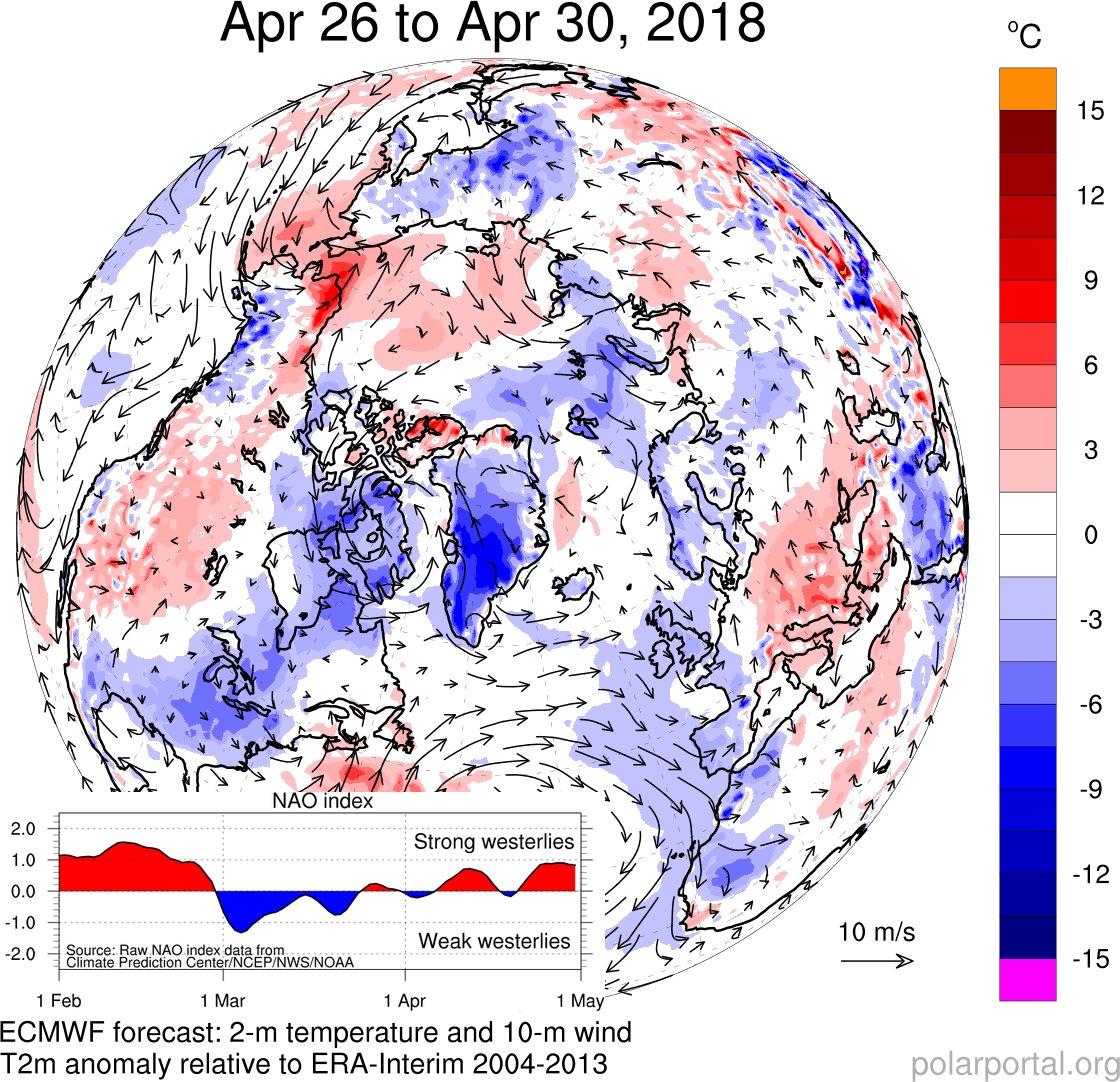 Apr 26 to Apr 30, 2018
°C
15
12
9
6
3
0
-3
-6
-9
-12
-15
NAO index
2.0
1.0
0.0
-1.0
-2.0
Strong westerlies
Weak westerlies
Source: Raw NAO index data from
Climate Prediction Center/NCEP/NWS/NOAA
1 Feb
1 Mar
1 Apr
1 May
10 m/s
ECMWF forecast: 2-m temperature and 10-m wind
T2m anomaly relative to ERA-Interim 2004-2013
polarportal.org